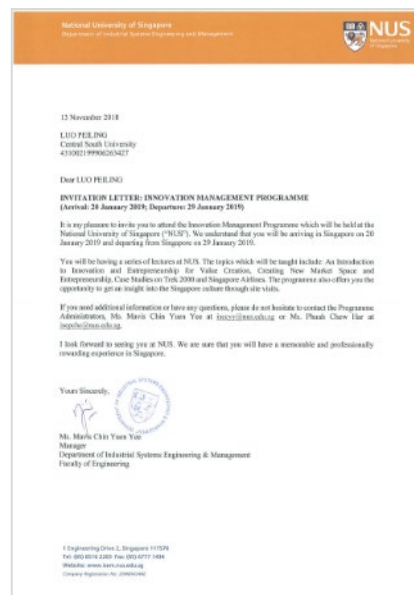 National University of Singapore
Department of Industrial Systems Engineering and Management
NUS
National University
of Singapore
13 November 2018
LUO PEILING
Central South University
Dear LUO PEILING
INVITATION LETTER: INNOVATION MANAGEMENT PROGRAMME
(Arrival: 20 January 2019; Departure: 29 January 2019)
It is my pleasure to invite you to attend the Innovation Management Programme which will be held at the
National University of Singapore ("NUS"). We understand that you will be arriving in Singapore on 20
January 2019 and departing from Singapore on 29 January 2019.
You will be having a series of lectures at NUS. The topics which will be taught include: An Introduction
to Innovation and Entrepreneurship for Value Creation, Creating New Market Space and
Entrepreneurship, Case Studies on Trek 2000 and Singapore Airlines. The programme also offers you the
opportunity to get an insight into the Singapore culture through site visits.
If you need additional information or have any questions, please do not hesitate to contact the Programme
Administrators, Ms. Mavis Chin Yuen Yee at or Ms. Phuah Chew Har at
I look forward to seeing you at NUS. We are sure that you will have a memorable and professionally
rewarding experience in Singapore.
Yours Sincerely,
Ms. Mavis Chin Yuen Yee
Manager
Department of Industrial Systems Engineering & Management
Faculty of Engineering
1 Engineering Drive 2, Singapore 117576
Website: www.isem.nus.edu.sg
Company Registration No: